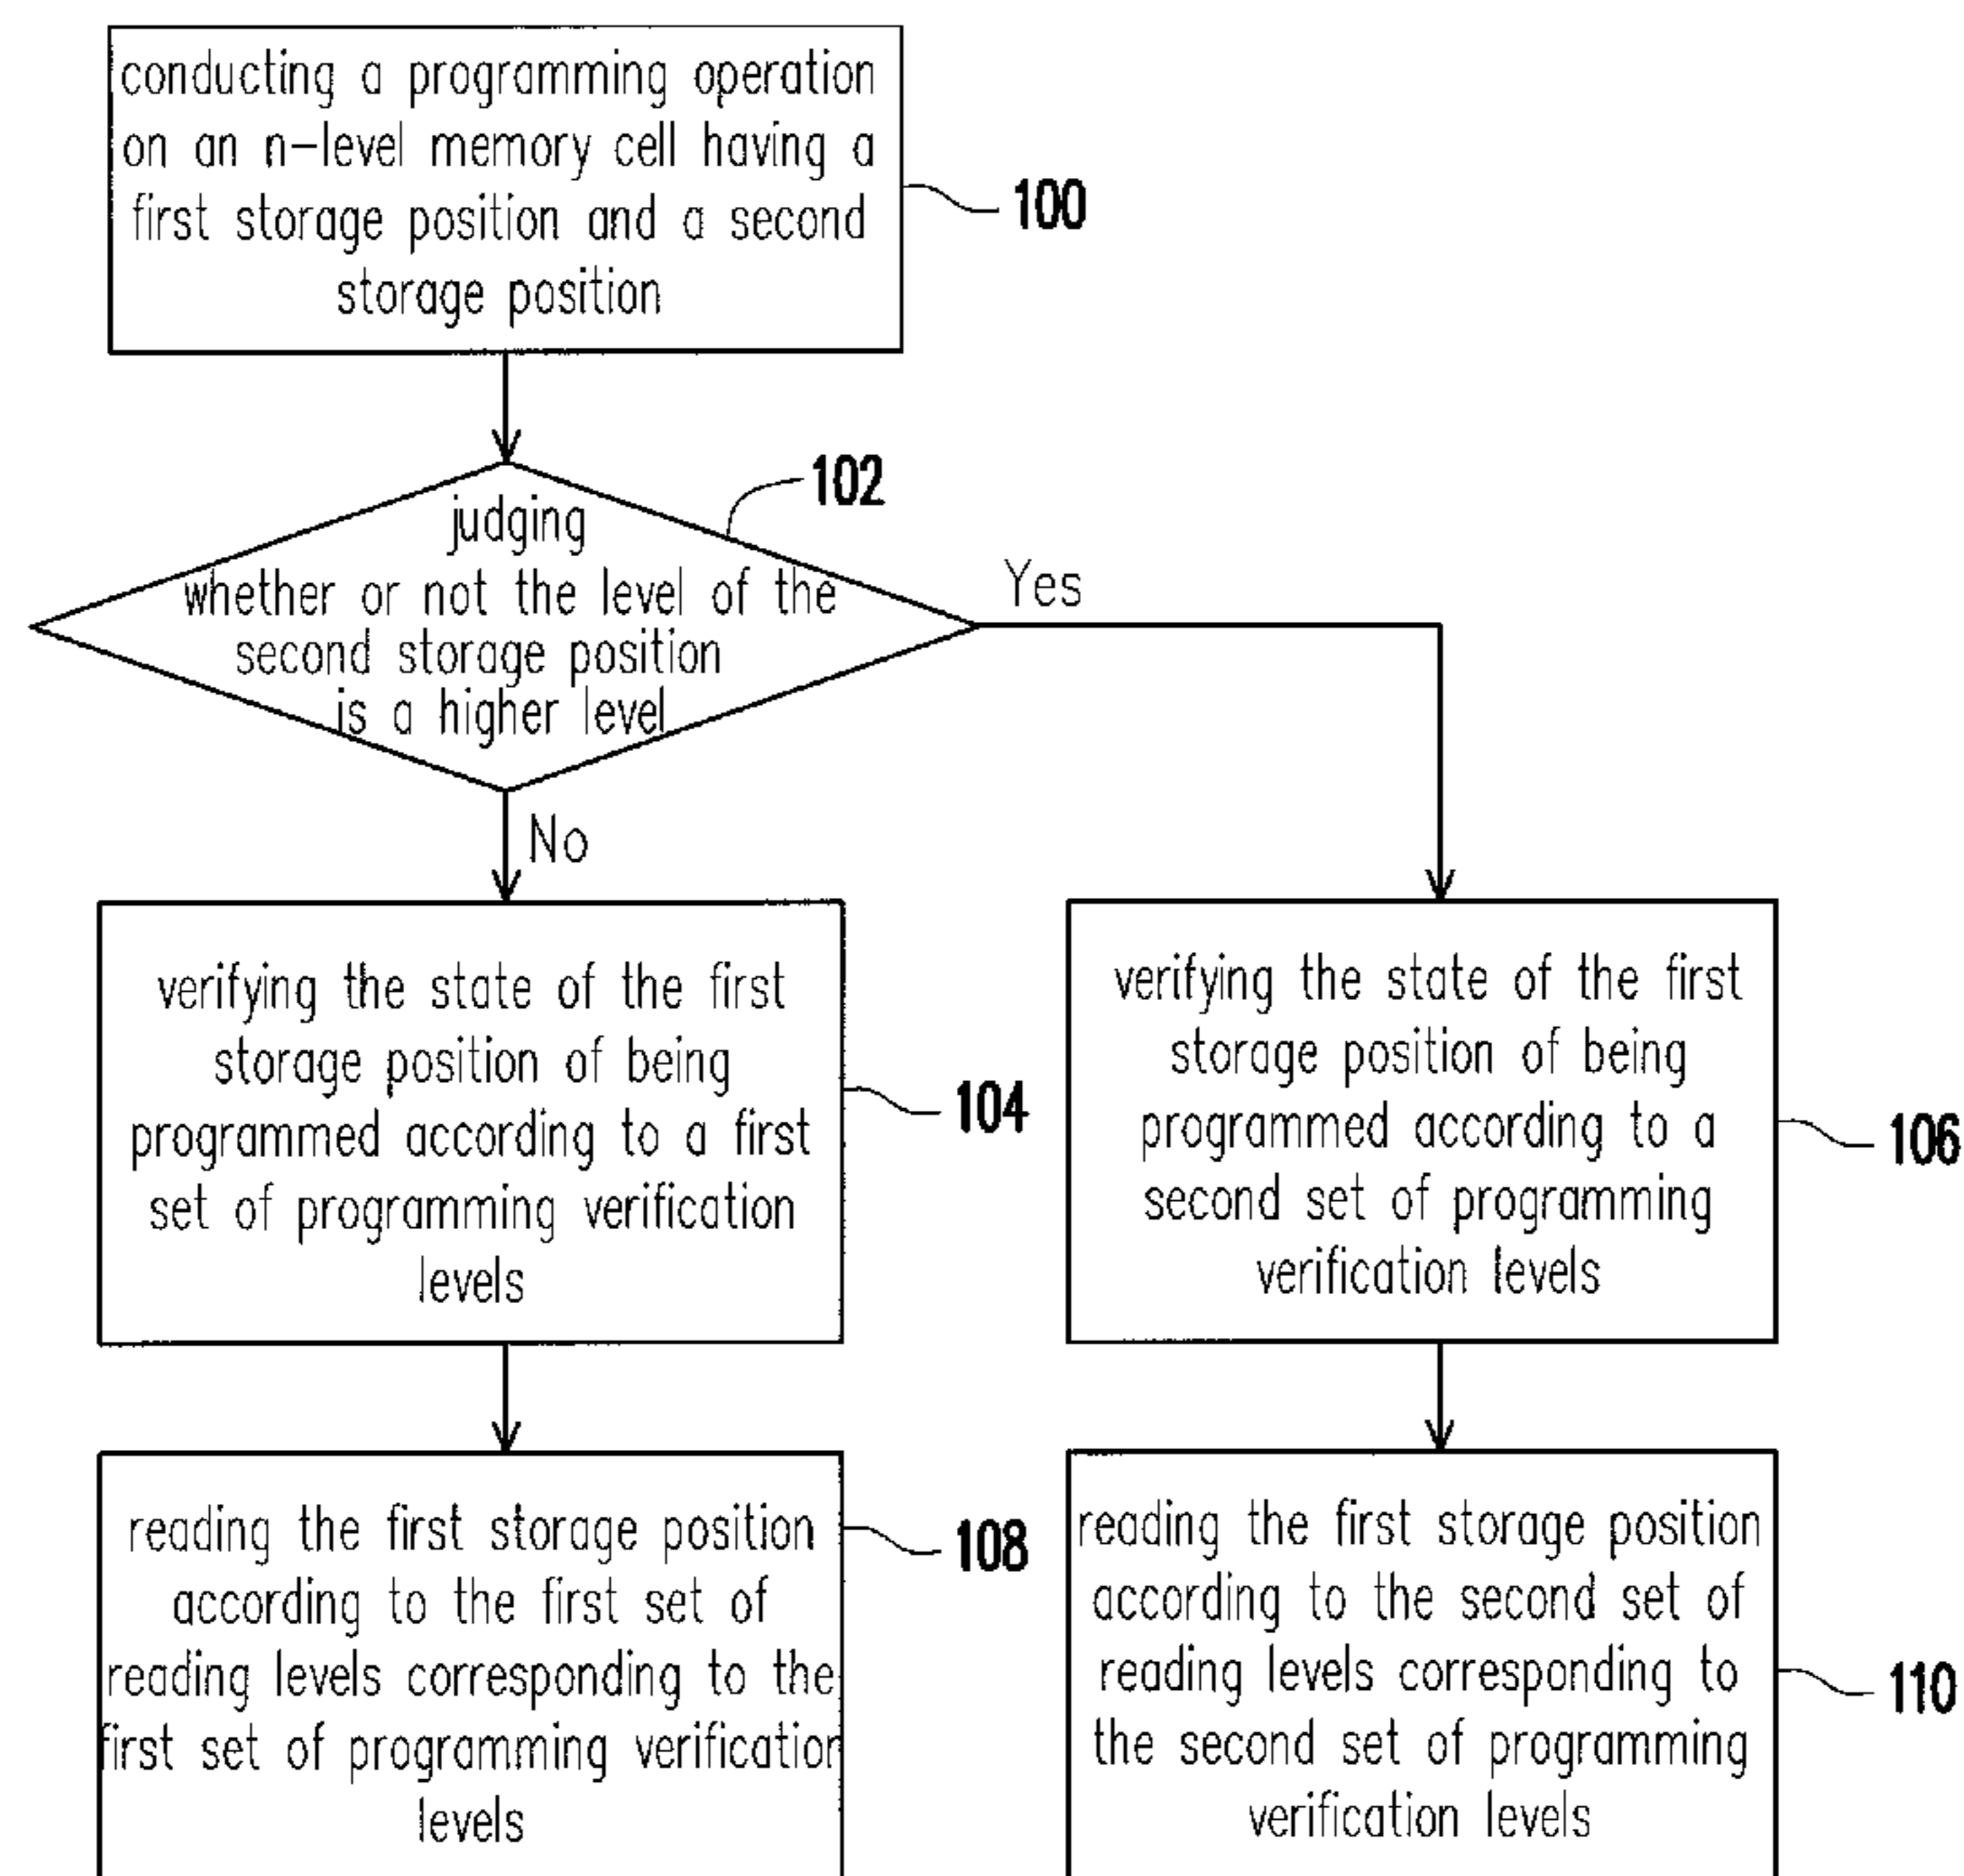 conducting a programming operation
on an n-level memory cell having a
first storage position and a second
storage position
100
102
judging
whether or not the level of the
second storage position
is a higher level
Yes
No
verifying the state of the first
storage position of being
programmed according to a first
set of programming verification
levels
104
verifying the state of the first
storage position of being
programmed according to a
second set of programming
verification levels
106
reading the first storage position
according to the first set of
reading levels corresponding to the
first set of programming verification
levels
108
reading the first storage position
according to the second set of
reading levels corresponding to
the second set of programming
verification levels
110